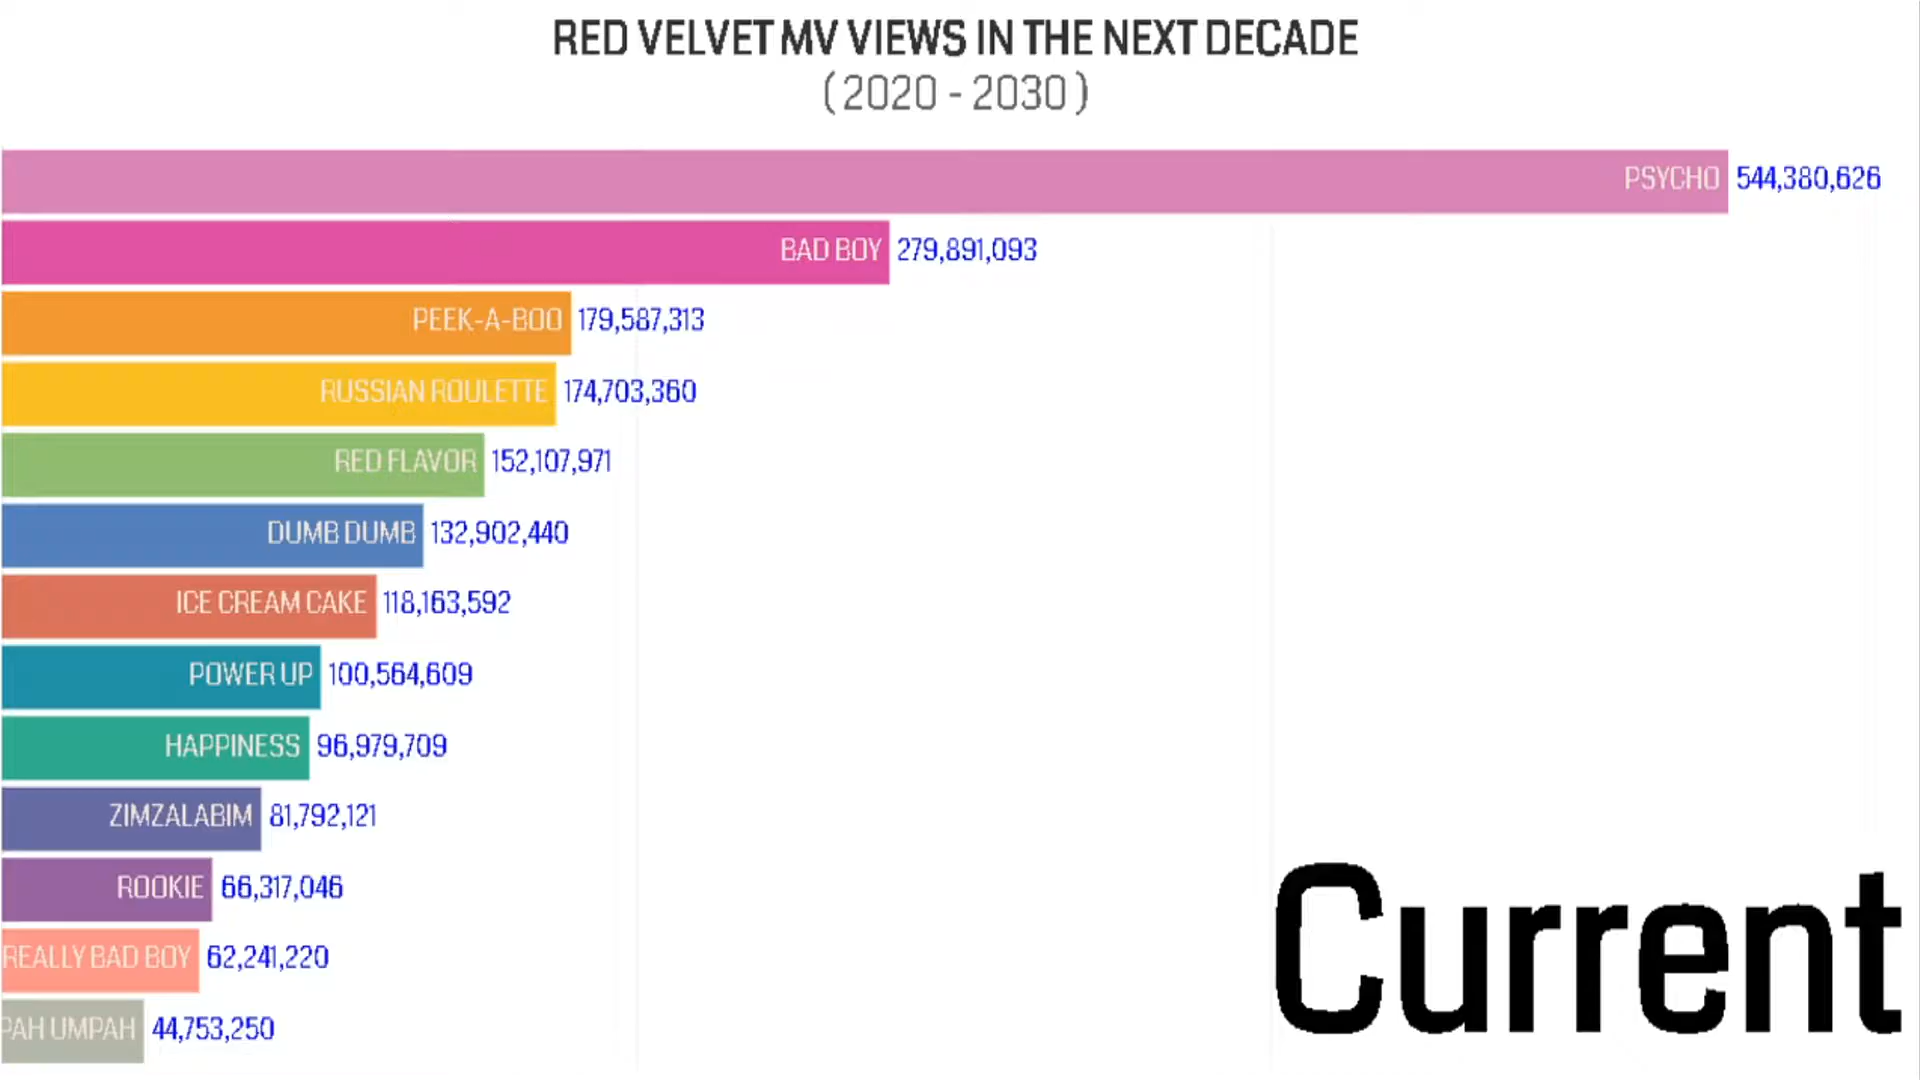 RED VELVET MV VIEWS IN THE NEXT DECADE
( 2020 - 2030 )
PSYCHO 544,380,626
BAD BOY 279,891,093
PEEK-A-BOO 179,587,313
RUSSIAN ROULETTE 174,703,360
RED FLAVOR 152,107,971
DUMB DUMB 132,902,440
ICE CREAM CAKE 118,163,592
POWER UP 100,564,609
HAPPINESS 96,979,709
ZIMZALABIM 81,792,121
ROOKIE 66,317,046
REALLY BAD BOY 62,241,220
PAH UMPAH 44,753,250
Current